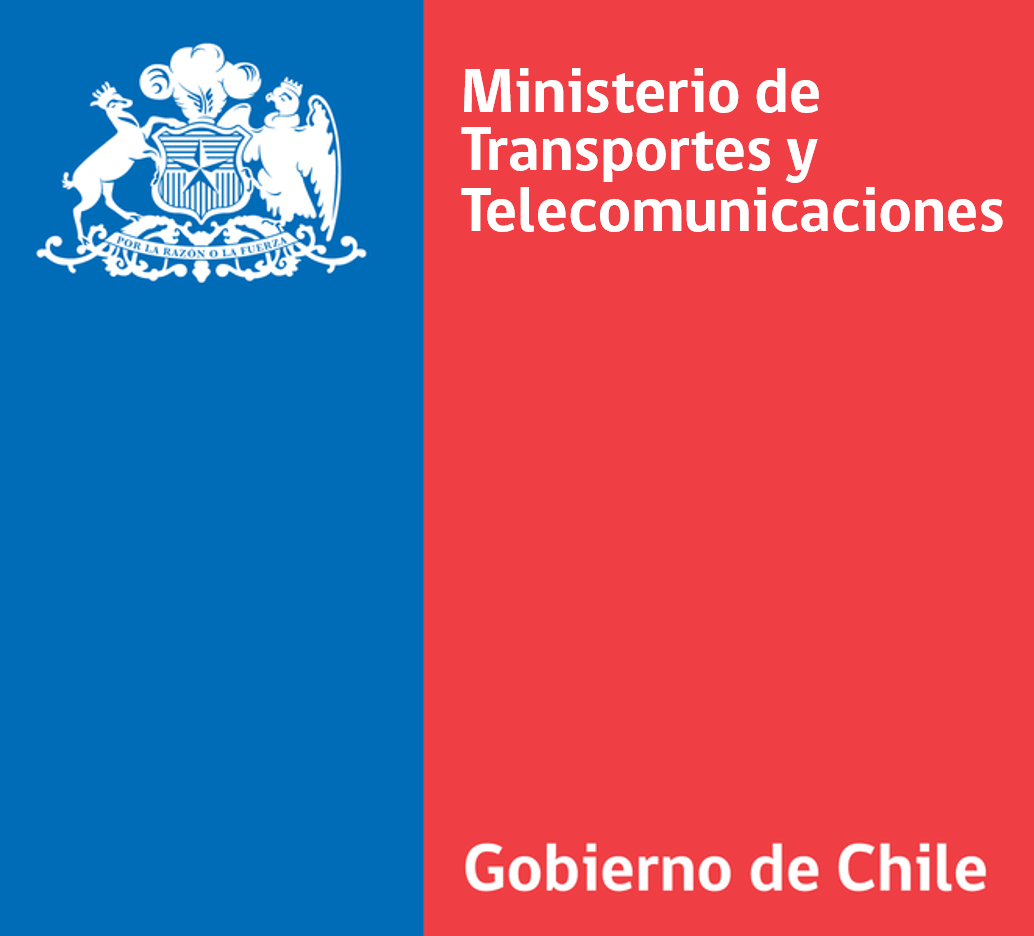 POR LA RAZÓN O LA FUERZA
Ministerio de
Transportes y
Telecomunicaciones
Gobierno de Chile